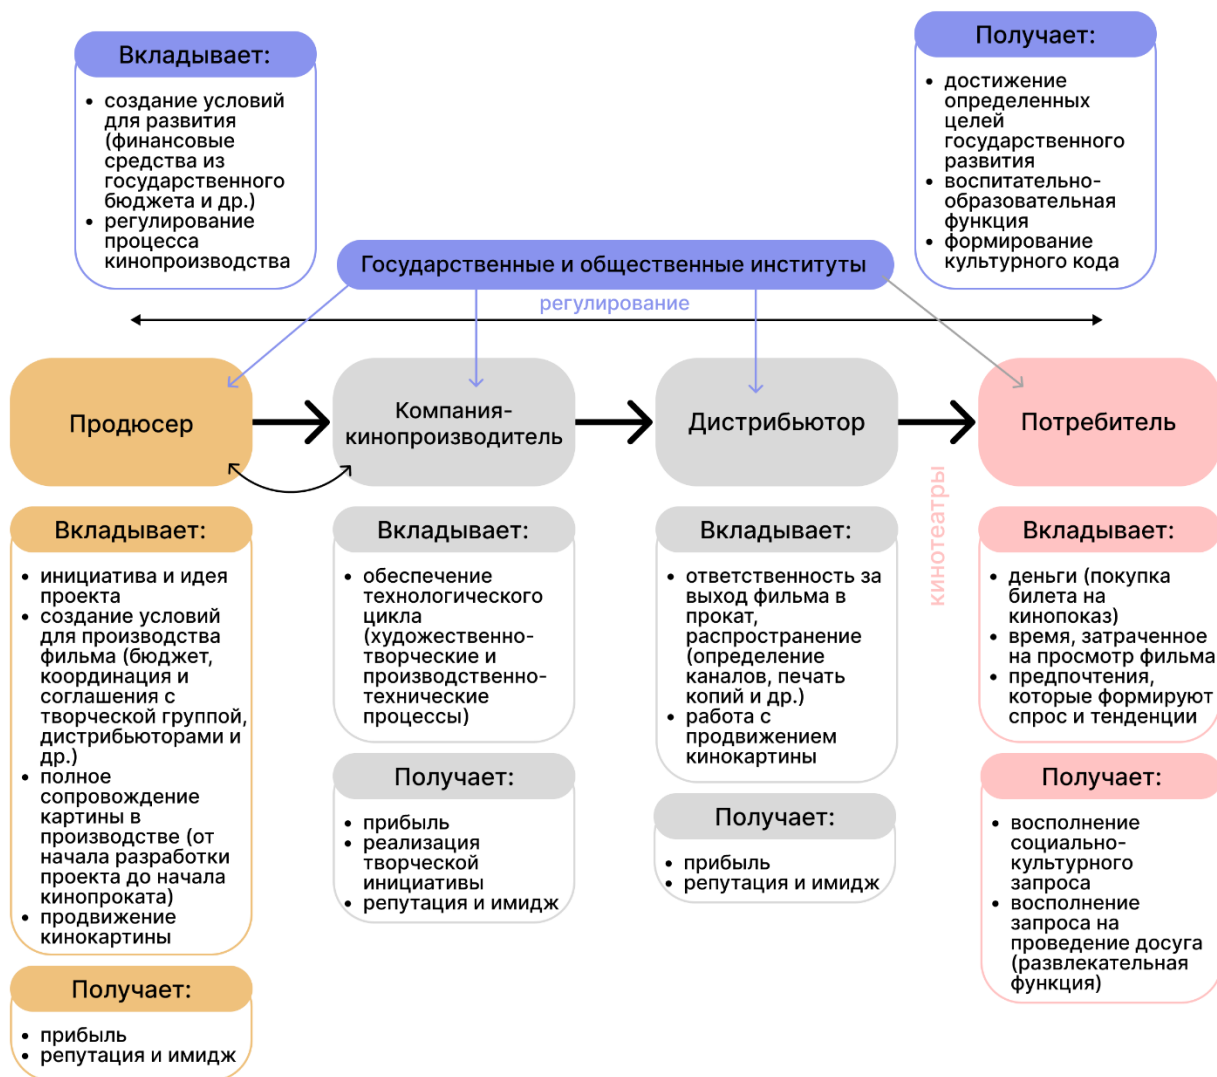 Вкладывает:
• создание условий
для развития
(финансовые
средства из
государственного
бюджета и др.)
• регулирование
процесса
кинопроизводства
Получает:
• достижение
определенных
целей
государственного
развития
• воспитательно-
образовательная
функция
• формирование
культурного кода
Государственные и общественные институты
регулирование
Продюсер
Компания-
кинопроизводитель
Дистрибьютор
Потребитель
кинотеатры
Вкладывает:
• инициатива и идея
проекта
• создание условий
для производства
фильма (бюджет,
координация и
соглашения с
творческой группой,
дистрибьюторами и
др.)
• полное
сопровождение
картины в
производстве (от
начала разработки
проекта до начала
кинопроката)
• продвижение
кинокартины
Получает:
• прибыль
• репутация и имидж
Вкладывает:
• обеспечение
технологического
цикла
(художественно-
творческие и
производственно-
технические
процессы)
Получает:
• прибыль
• реализация
творческой
инициативы
• репутация и имидж
Вкладывает:
• ответственность за
выход фильма в
прокат,
распространение
(определение
каналов, печать
копий и др.)
• работа с
продвижением
кинокартины
Получает:
• прибыль
• репутация и имидж
Вкладывает:
• деньги (покупка
билета на
кинопоказ)
• время, затраченное
на просмотр фильма
• предпочтения,
которые формируют
спрос и тенденции
Получает:
• восполнение
социально-
культурного
запроса
• восполнение
запроса на
проведение досуга
(развлекательная
функция)